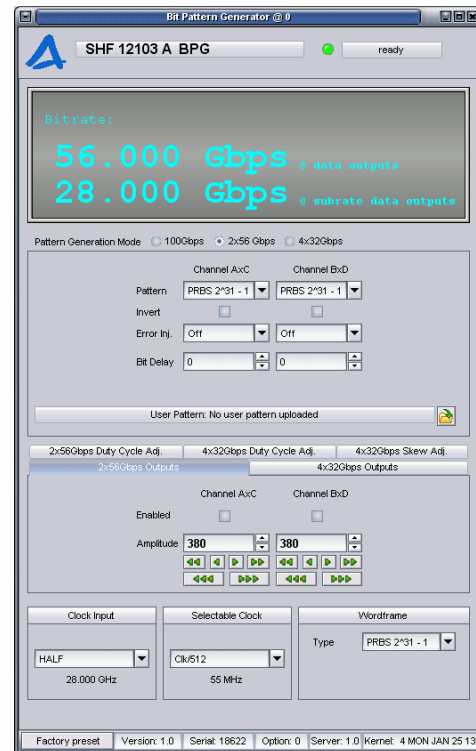 Bit Pattern Generator @ 0
SHF 12103 A BPG
ready
Bitrate:
56.000 Gbps @ data outputs
28.000 Gbps @ subrate data outputs
Pattern Generation Mode 100Gbps 2x56 Gbps 4x32Gbps
Channel AxC Channel BxD
Pattern PRBS 2^31 - 1 PRBS 2^31 - 1
Invert
Error Inj. Off Off
Bit Delay 0 0
User Pattern: No user pattern uploaded
2x56Gbps Duty Cycle Adj. 4x32Gbps Duty Cycle Adj. 4x32Gbps Skew Adj.
2x56Gbps Outputs 4x32Gbps Outputs
Channel AxC Channel BxD
Enabled
Amplitude 380 380
Clock Input Selectable Clock Wordframe
Type PRBS 2^31 - 1
HALF Clk/512
28.000 GHz 55 MHz
Factory preset Version: 1.0 Serial: 18622 Option: 0 Server: 1.0 Kernel: 4 MON JAN 25 13